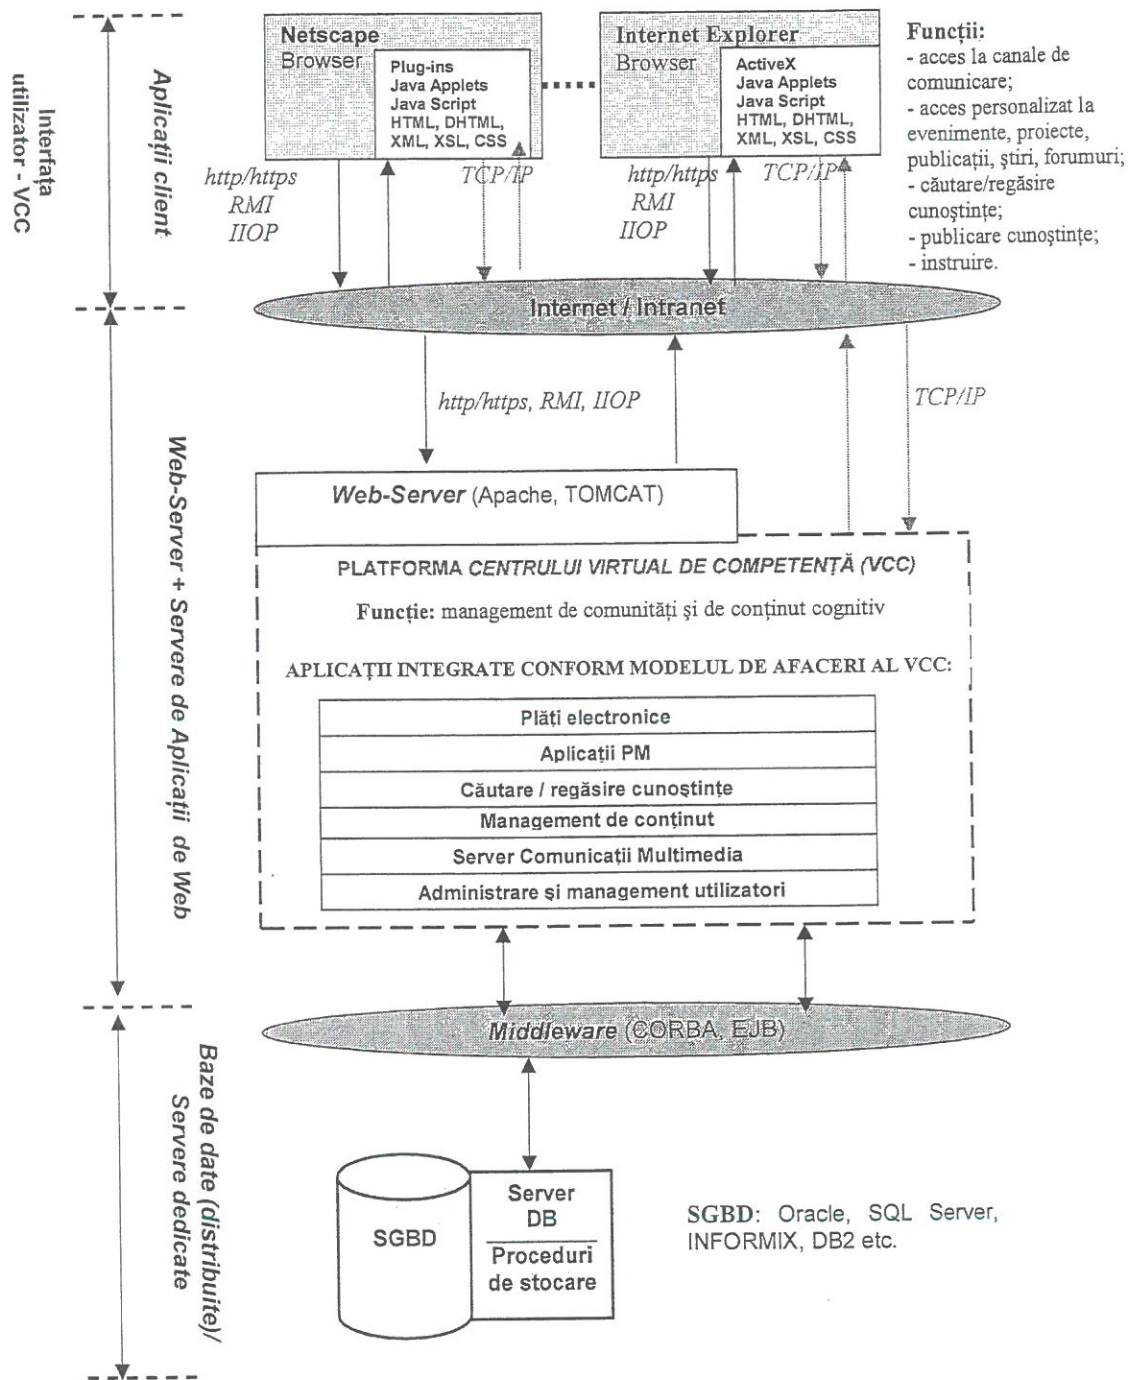 Interfața
utilizator - VCC
Aplicații client
Netscape
Browser
Plug-ins
Java Applets
Java Script
HTML, DHTML,
XML, XSL, CSS
Internet Explorer
Browser
ActiveX
Java Applets
Java Script
HTML, DHTML,
XML, XSL, CSS
Funcții:
- acces la canale de
comunicare;
- acces personalizat la
evenimente, proiecte,
publicații, știri, forumuri;
- căutare/regăsire
cunoștințe;
- publicare cunoștințe;
- instruire.
http/https
RMI
IIOP
TCP/IP
http/https
RMI
IIOP
TCP/IP
Internet / Intranet
http/https, RMI, IIOP
TCP/IP
Web-Server + Servere de Aplicații de Web
Web-Server (Apache, TOMCAT)
PLATFORMA CENTRULUI VIRTUAL DE COMPETENȚĂ (VCC)
Funcție: management de comunități și de conținut cognitiv
APLICAȚII INTEGRATE CONFORM MODELUL DE AFACERI AL VCC:
Plăți electronice
Aplicații PM
Căutare / regăsire cunoștințe
Management de conținut
Server Comunicații Multimedia
Administrare și management utilizatori
Middleware (CORBA, EJB)
Baze de date (distribuite)/
Servere dedicate
SGBD
Server
DB
Proceduri
de stocare
SGBD: Oracle, SQL Server,
INFORMIX, DB2 etc.